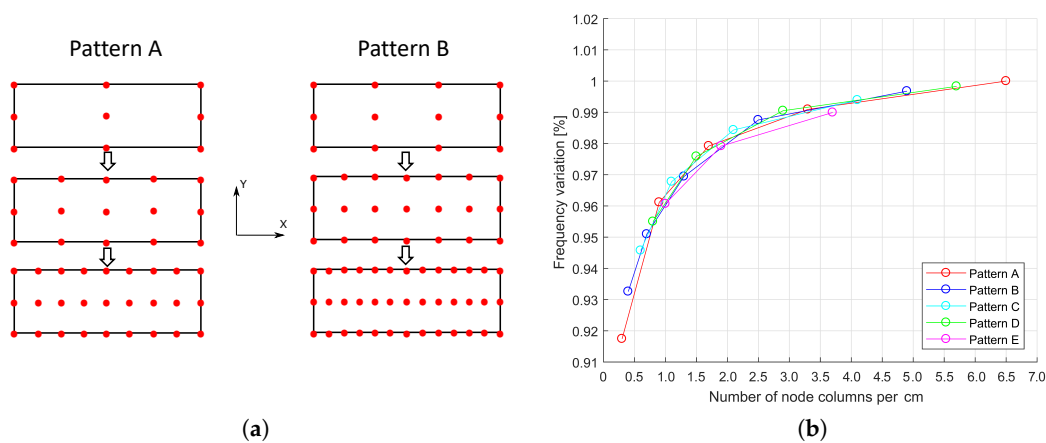 Pattern A
Pattern B
Y
X
(a)
1.02
1.01
1
0.99
0.98
0.97
0.96
0.95
0.94
0.93
0.92
0.91
Frequency variation [%]
0 0.5 1.0 1.5 2.0 2.5 3.0 3.5 4.0 4.5 5.0 5.5 6.0 6.5 7.0
Number of node columns per cm
Pattern A
Pattern B
Pattern C
Pattern D
Pattern E
(b)